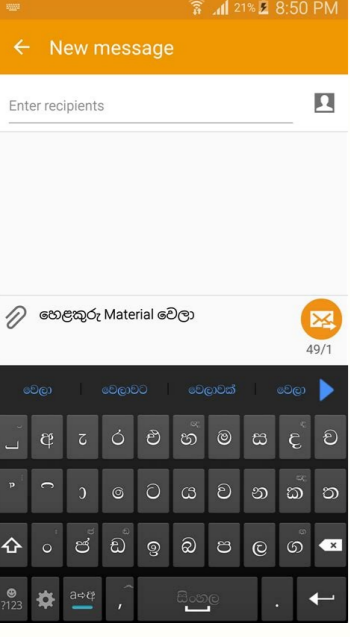 21% 8:50 PM
New message
Enter recipients
හෙළකුරු Material වෙලා
49/1
වෙලා වෙලාවට වෙලාවක් වෙලා
අ ර එ හ ම ස ද ච
ය ව න ක ත
ජ ඩ ඉ ට ප ල ග
?123 a⇨අ , සිංහල .